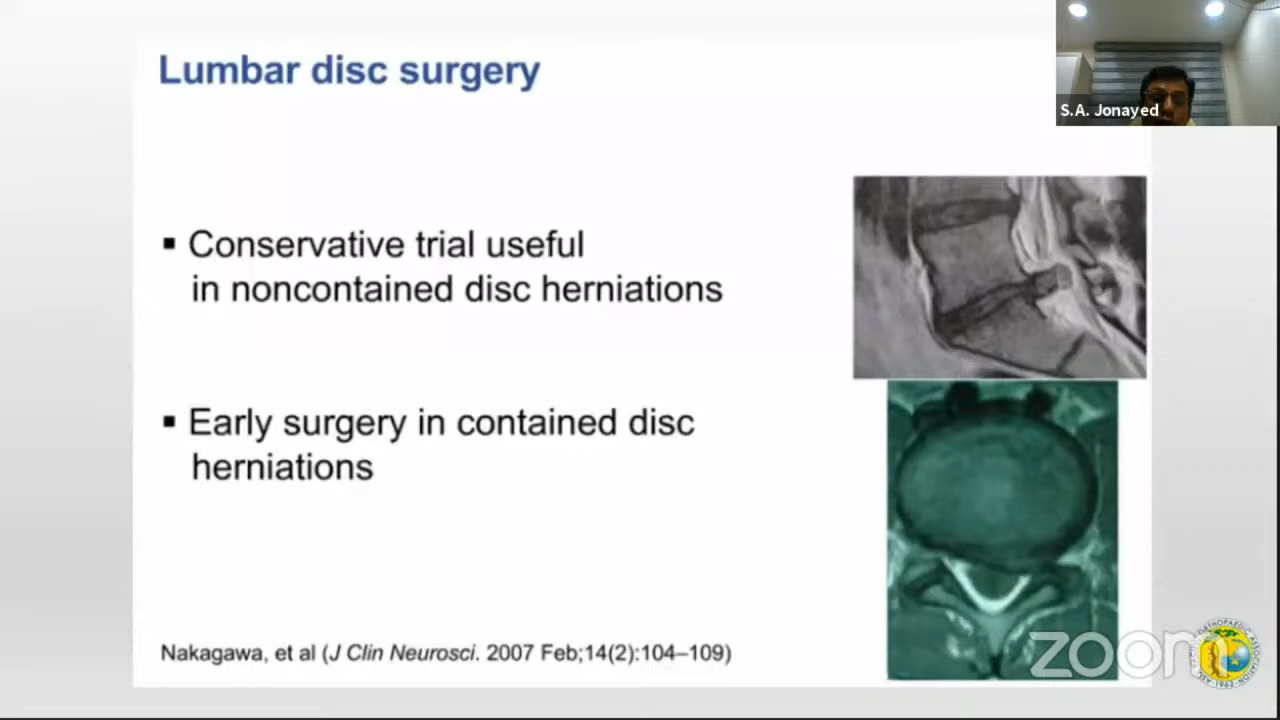 Lumbar disc surgery
S.A. Jonayed
▪ Conservative trial useful
in noncontained disc herniations
▪ Early surgery in contained disc
herniations
Nakagawa, et al (J Clin Neurosci. 2007 Feb;14(2):104–109)
zoom